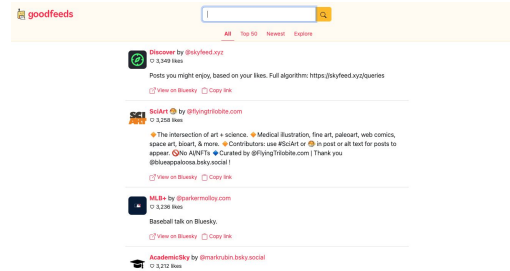 goodfeeds
All Top 50 Newest Explore
Discover by @skyfeed.xyz
3,349 likes
Posts you might enjoy, based on your likes. Full algorithm: https://skyfeed.xyz/queries
View on Bluesky Copy link
SCI
ART
SciArt by @flyingtrilobite.com
3,258 likes
The intersection of art + science. Medical illustration, fine art, paleoart, web comics,
space art, bioart, & more. Contributors: use #SciArt or in post or alt text for posts to
appear. No AI/NFTs Curated by @FlyingTrilobite.com | Thank you
@blueappaloosa.bsky.social !
View on Bluesky Copy link
MLB+ by @parkermolloy.com
3,236 likes
Baseball talk on Bluesky.
View on Bluesky Copy link
AcademicSky by @markrubin.bsky.social
3,212 likes